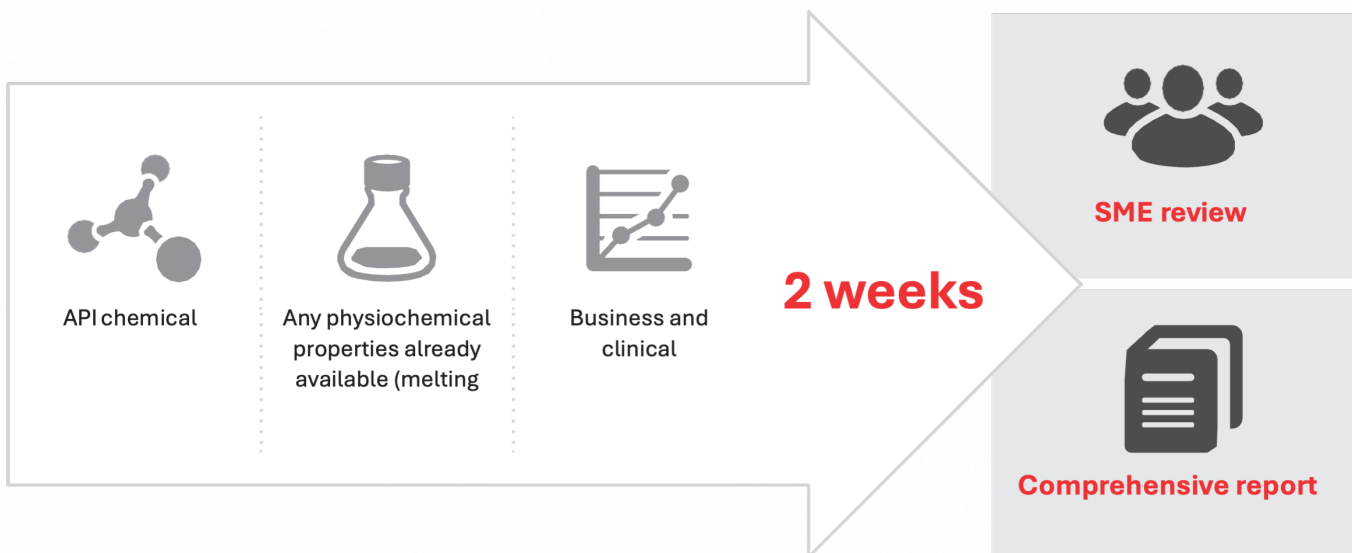 API chemical
Any physiochemical
properties already
available (melting
Business and
clinical
2 weeks
SME review
Comprehensive report